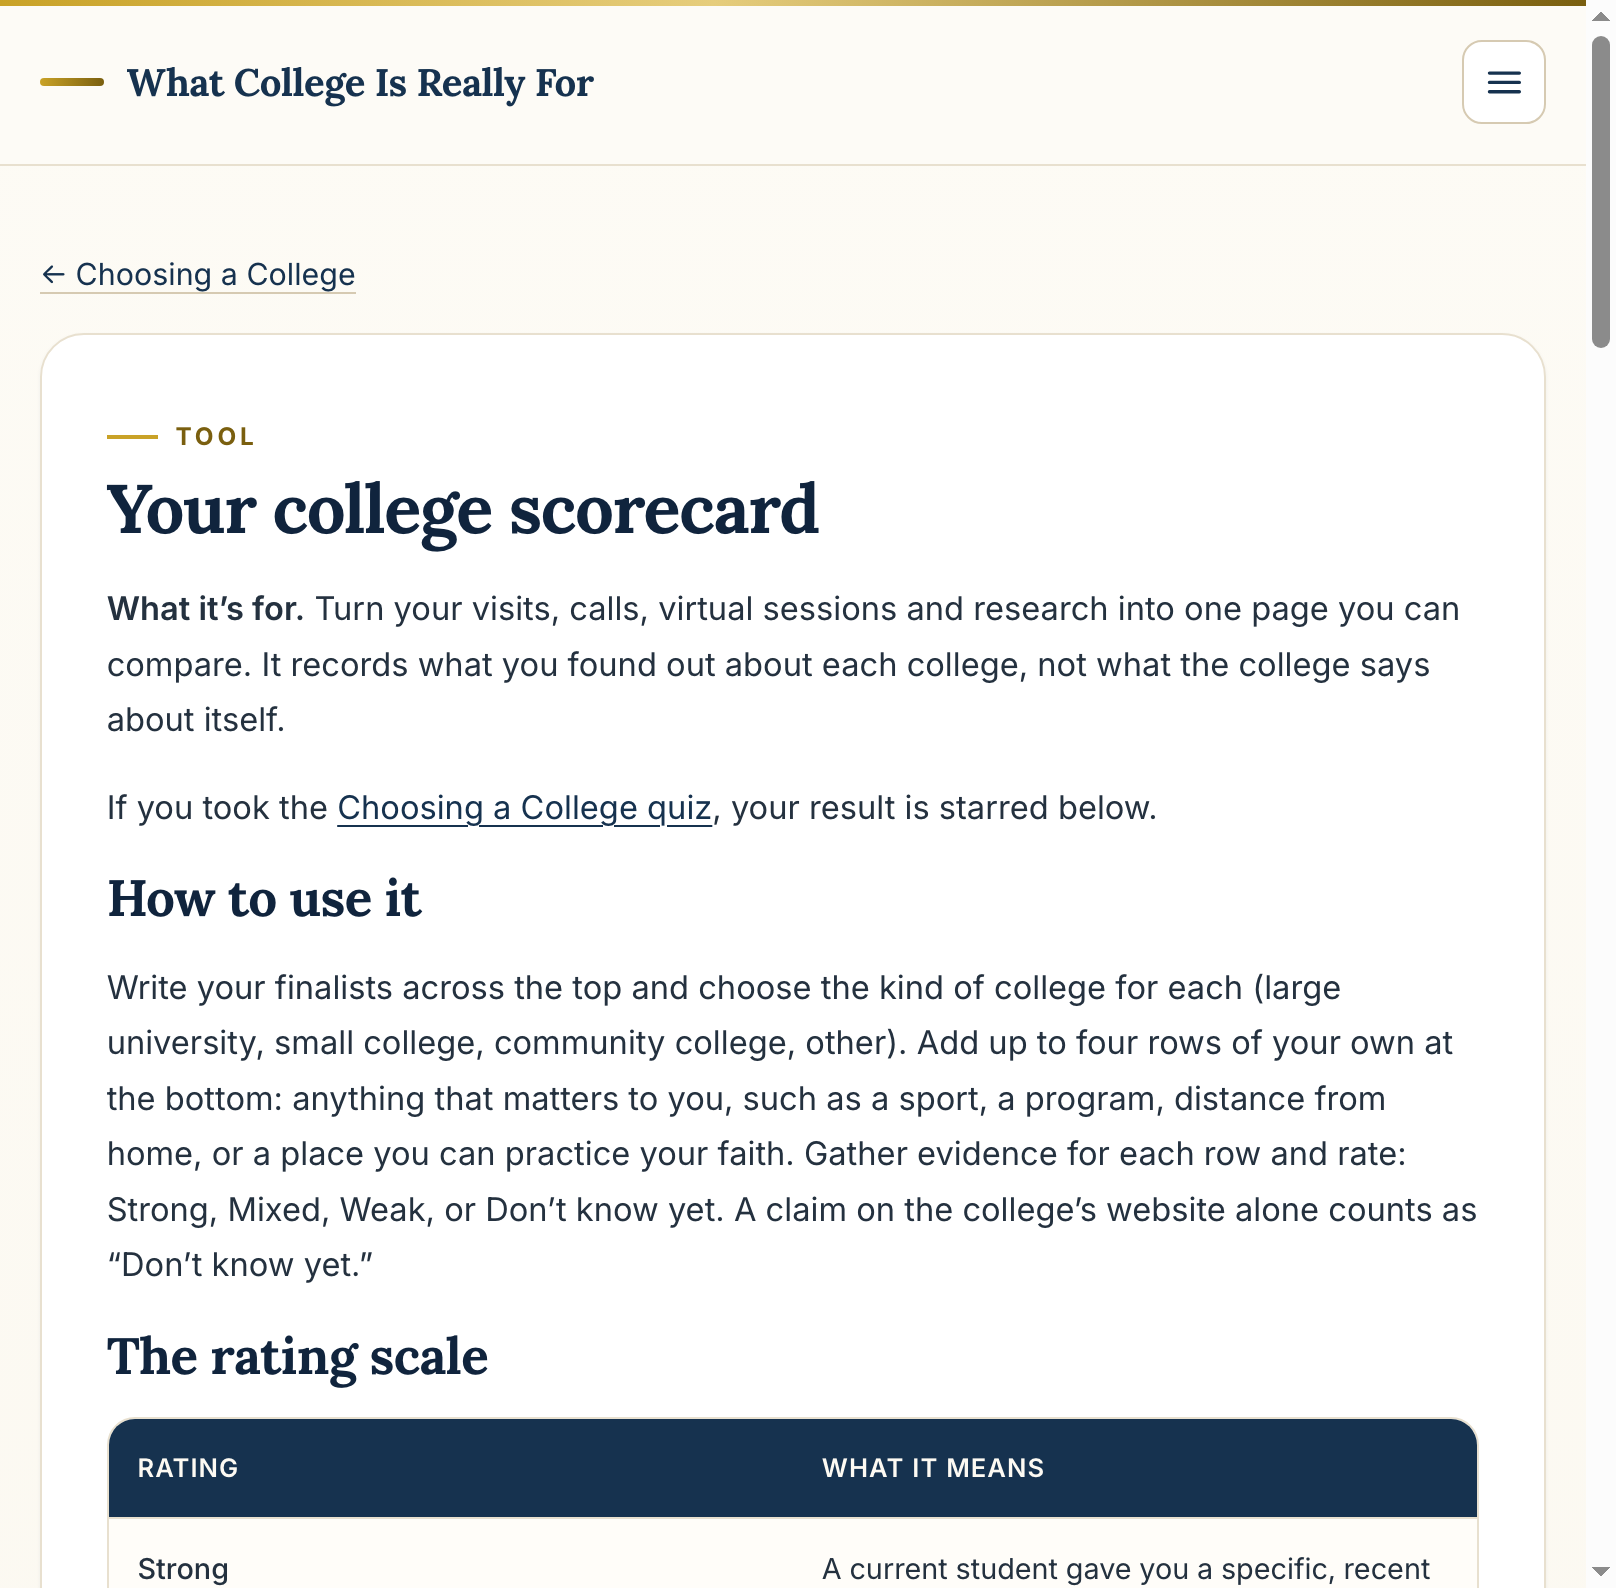 What College Is Really For
← Choosing a College
TOOL
Your college scorecard
What it’s for. Turn your visits, calls, virtual sessions and research into one page you can
compare. It records what you found out about each college, not what the college says
about itself.
If you took the Choosing a College quiz, your result is starred below.
How to use it
Write your finalists across the top and choose the kind of college for each (large
university, small college, community college, other). Add up to four rows of your own at
the bottom: anything that matters to you, such as a sport, a program, distance from
home, or a place you can practice your faith. Gather evidence for each row and rate:
Strong, Mixed, Weak, or Don’t know yet. A claim on the college’s website alone counts as
“Don’t know yet.”
The rating scale
RATING WHAT IT MEANS
Strong A current student gave you a specific, recent